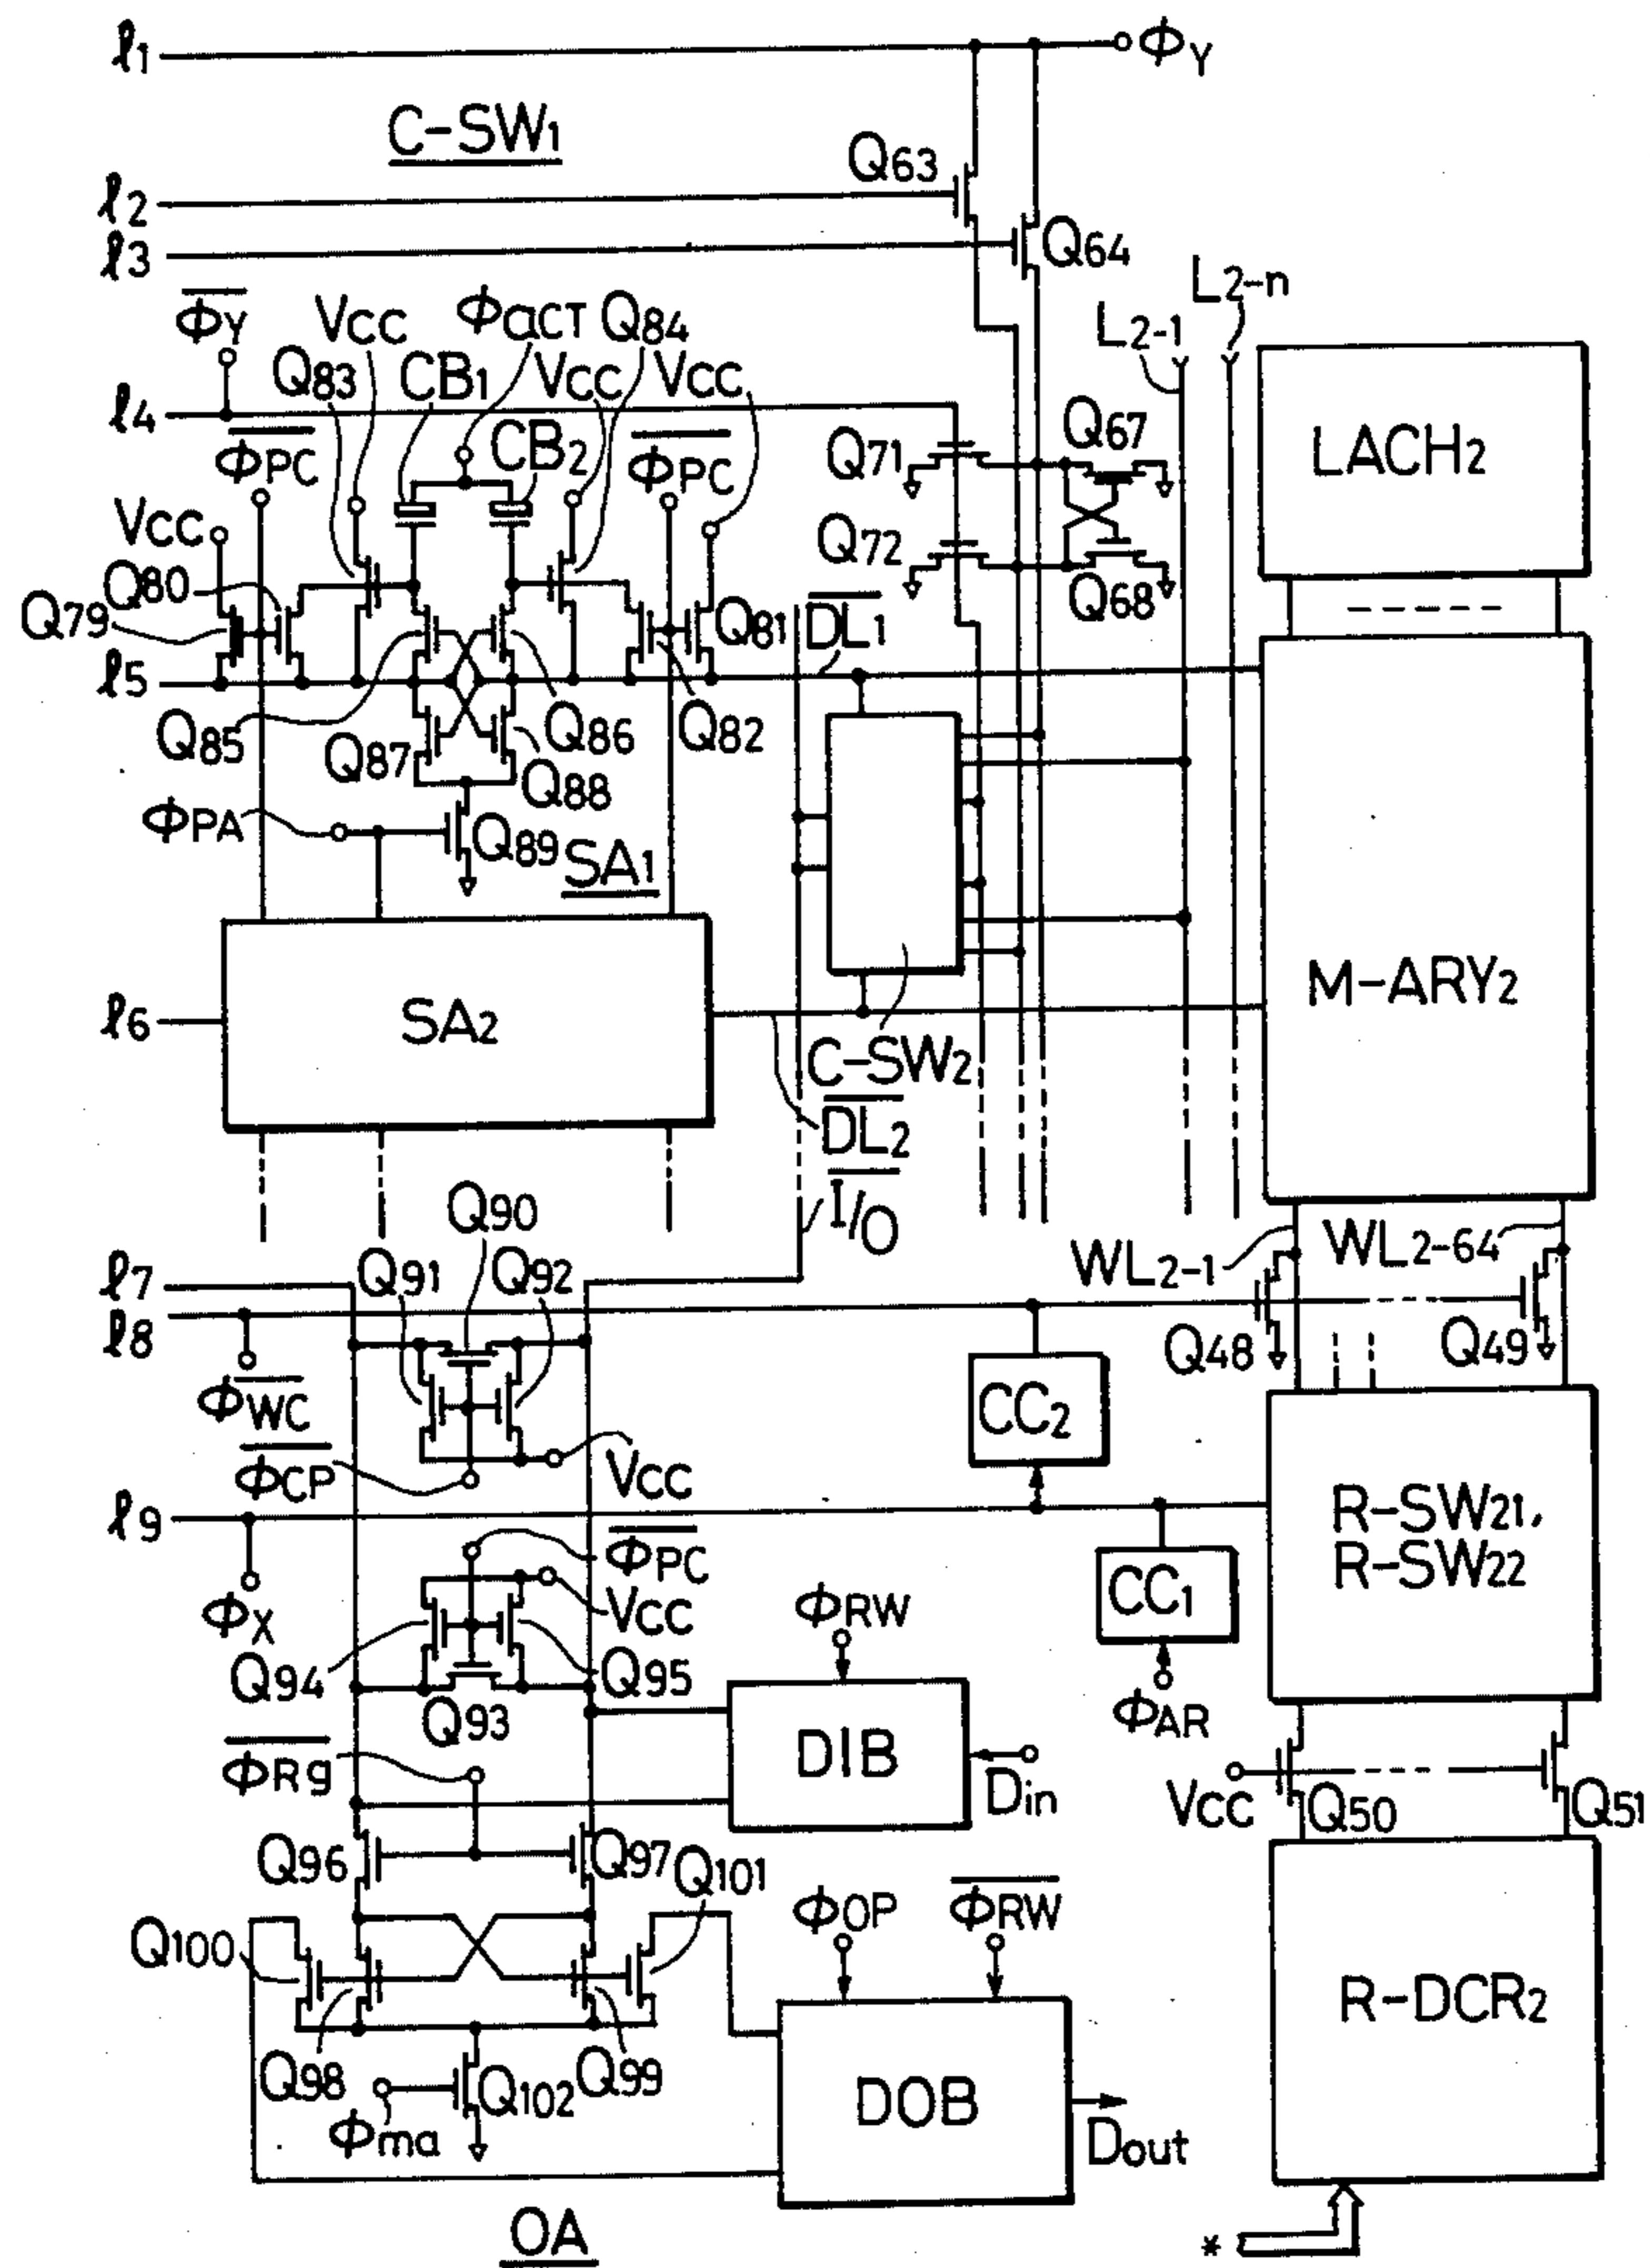 ℓ1
ϕY
C-SW1
Q63
ℓ2
ℓ3
Q64
L2-n
L2-1
ϕY̅
VCC
ϕACT
Q84
Q83
CB1
VCC
VCC
ℓ4
LACH2
Q67
Q71
ϕPC̅
CB2
ϕPC̅
VCC
Q72
Q80
Q68
Q79
Q81
DL1̅
ℓ5
Q85
Q87
Q86
Q82
Q88
ϕPA
Q89
SA1
M-ARY2
SA2
ℓ6
C-SW2
DL2̅
I/O̅
Q90
WL2-1
WL2-64
ℓ7
Q91
Q92
ℓ8
Q48
Q49
ϕWC̅
CC2
ϕCP̅
VCC
ℓ9
R-SW21,
R-SW22
ϕPC̅
ϕX
VCC
ϕRW
CC1
Q94
Q95
Q93
ϕAR
ϕRg̅
DIB
Din
VCC
Q50
Q51
Q96
Q97
Q101
ϕOP
ϕRW̅
Q100
R-DCR2
Q98
Q102
Q99
DOB
ϕma
Dout
OA
*